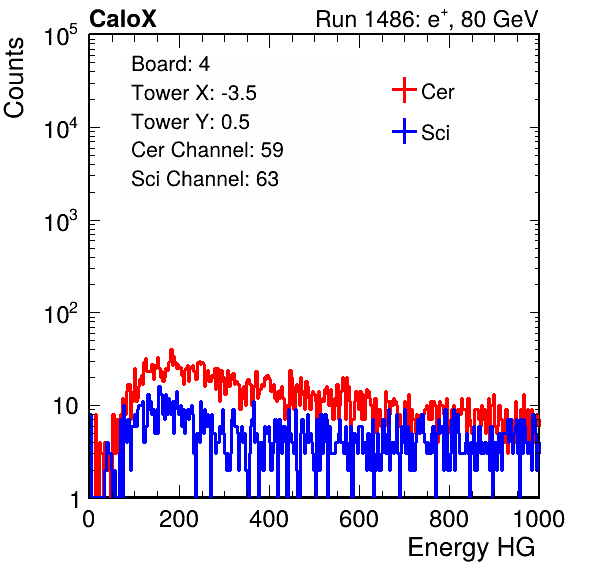 CaloX Run 1486: e⁺, 80 GeV
Counts
10⁵
10⁴
10³
10²
10
1
Board: 4
Tower X: -3.5
Tower Y: 0.5
Cer Channel: 59
Sci Channel: 63
Cer
Sci
0 200 400 600 800 1000
Energy HG